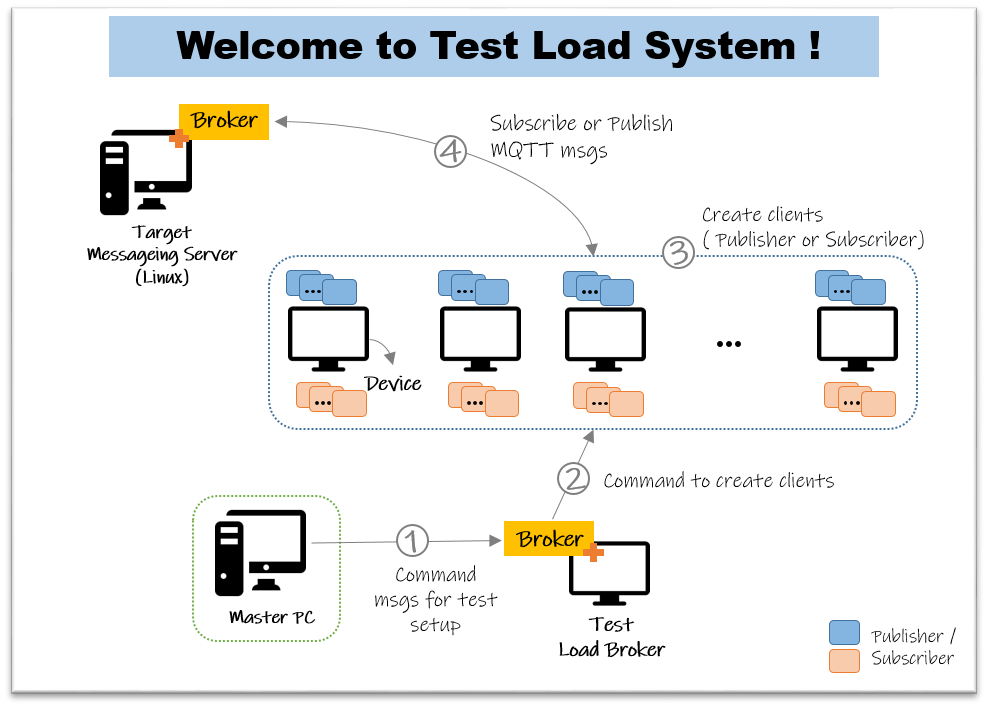 Welcome to Test Load System !
Broker
Subscribe or Publish
MQTT msgs
4
Target
Messageing Server
(Linux)
Create clients
( Publisher or Subscriber)
3
...
...
...
...
...
Device
...
...
...
...
2
Command to create clients
Broker
1
Command
msgs for test
setup
Master PC
Test
Load Broker
Publisher /
Subscriber